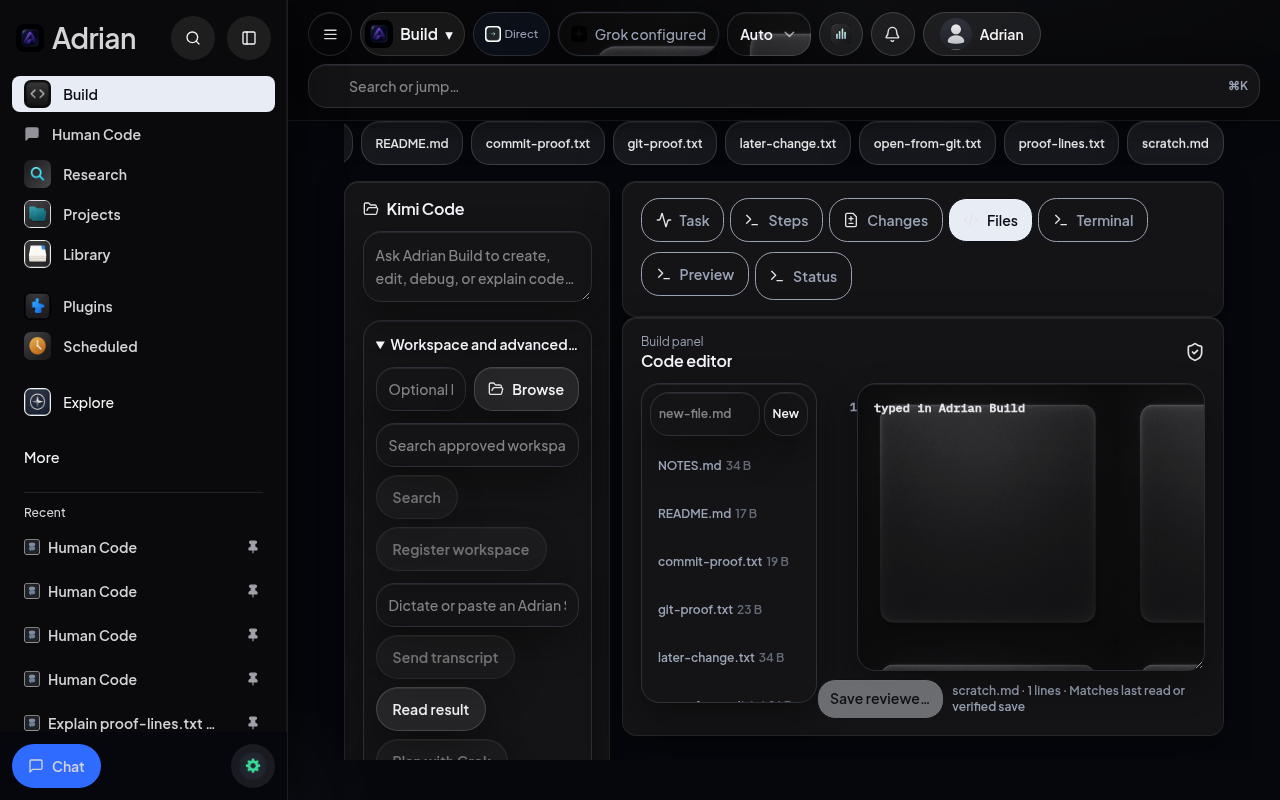 Adrian
Build
Human Code
Research
Projects
Library
Plugins
Scheduled
Explore
More
Recent
Human Code
Human Code
Human Code
Human Code
Explain proof-lines.txt ...
Chat
Build ▾
Direct
Grok configured
Auto
Adrian
Search or jump...
⌘K
README.md
commit-proof.txt
git-proof.txt
later-change.txt
open-from-git.txt
proof-lines.txt
scratch.md
Kimi Code
Ask Adrian Build to create,
edit, debug, or explain code...
▼ Workspace and advanced...
Optional
Browse
Search approved workspa
Search
Register workspace
Dictate or paste an Adrian
Send transcript
Read result
Plan with Grok
Task
Steps
Changes
Files
Terminal
Preview
Status
Build panel
Code editor
new-file.md
New
NOTES.md 34 B
README.md 17 B
commit-proof.txt 19 B
git-proof.txt 23 B
later-change.txt 34 B
1
typed in Adrian Build
Save reviewe...
scratch.md · 1 lines · Matches last read or
verified save